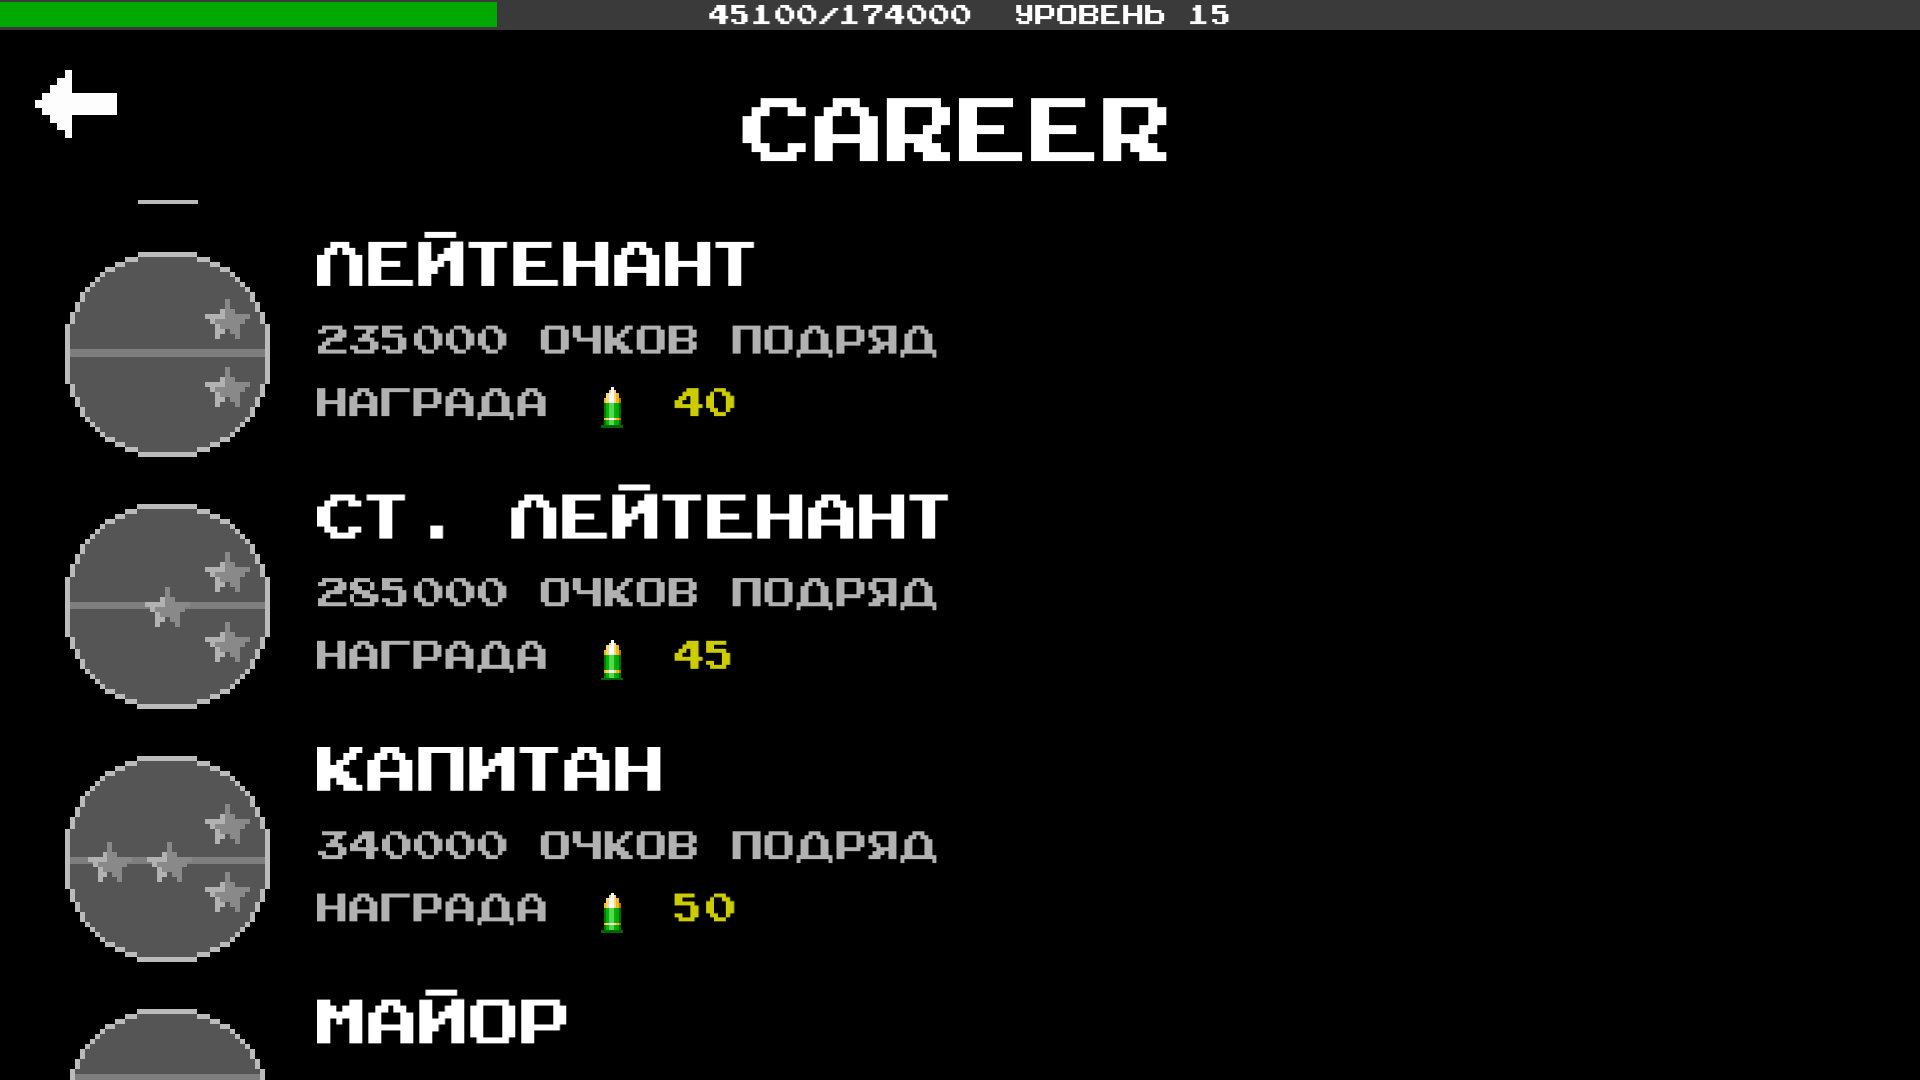 45100/174000 УРОВЕНЬ 15
CAREER
ЛЕЙТЕНАНТ
235000 ОЧКОВ ПОДРЯД
НАГРАДА 40
СТ. ЛЕЙТЕНАНТ
285000 ОЧКОВ ПОДРЯД
НАГРАДА 45
КАПИТАН
340000 ОЧКОВ ПОДРЯД
НАГРАДА 50
МАЙОР